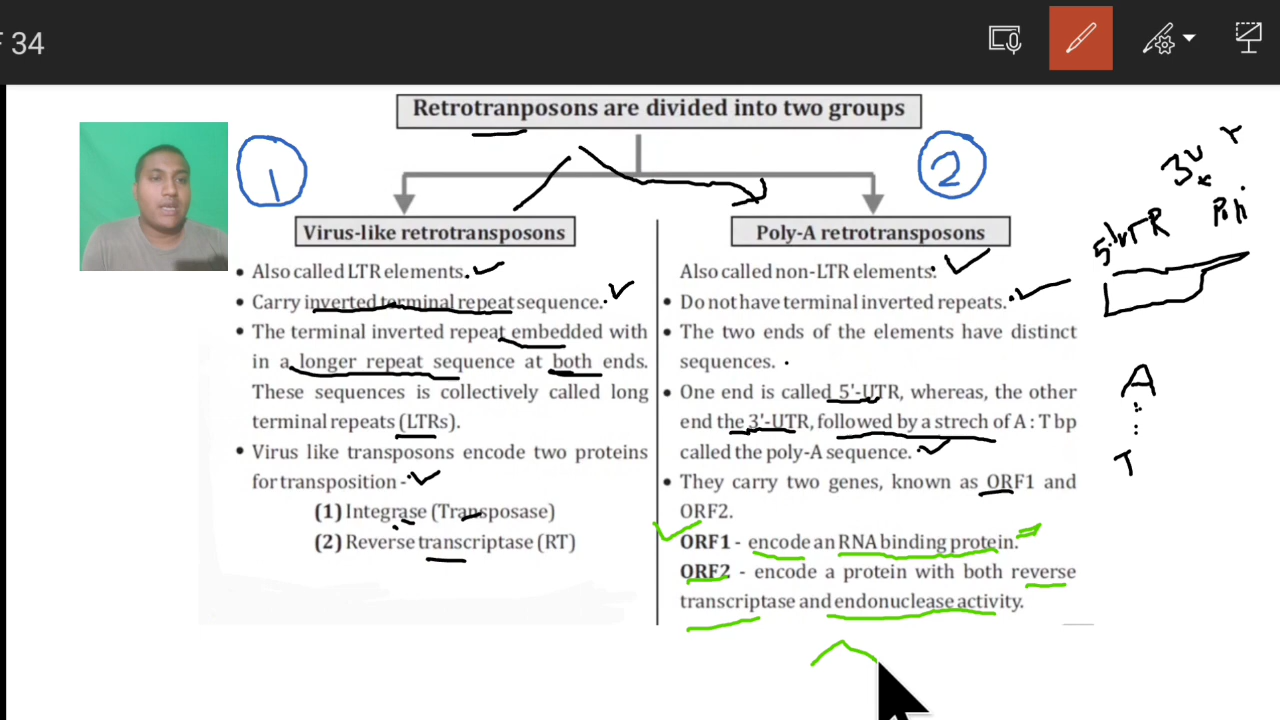 F 34
Retrotranposons are divided into two groups
1
2
Virus-like retrotransposons
• Also called LTR elements.
• Carry inverted terminal repeat sequence.
• The terminal inverted repeat embedded with
in a longer repeat sequence at both ends.
These sequences is collectively called long
terminal repeats (LTRs).
• Virus like transposons encode two proteins
for transposition -
(1) Integrase (Transposase)
(2) Reverse transcriptase (RT)
Poly-A retrotransposons
Also called non-LTR elements.
• Do not have terminal inverted repeats.
• The two ends of the elements have distinct
sequences.
• One end is called 5'-UTR, whereas, the other
end the 3'-UTR, followed by a strech of A : T bp
called the poly-A sequence.
• They carry two genes, known as ORF1 and
ORF2.
ORF1 - encode an RNA binding protein.
ORF2 - encode a protein with both reverse
transcriptase and endonuclease activity.
5'UTR
A
T